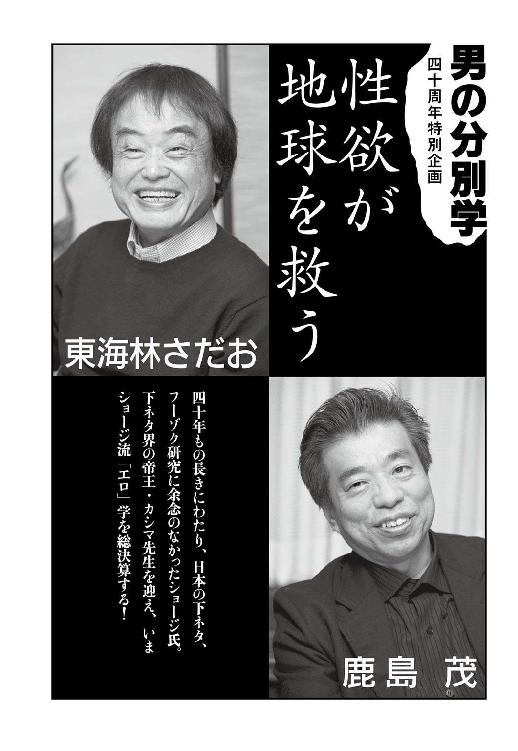 男の分別学
四十周年特別企画
性欲が
地球を救う
東海林さだお
四十年もの長きにわたり、日本の下ネタ、
フーゾク研究に余念のなかったショージ氏。
下ネタ界の帝王・カシマ先生を迎え、いま
ショージ流「エロ」学を総決算する！
鹿島 茂